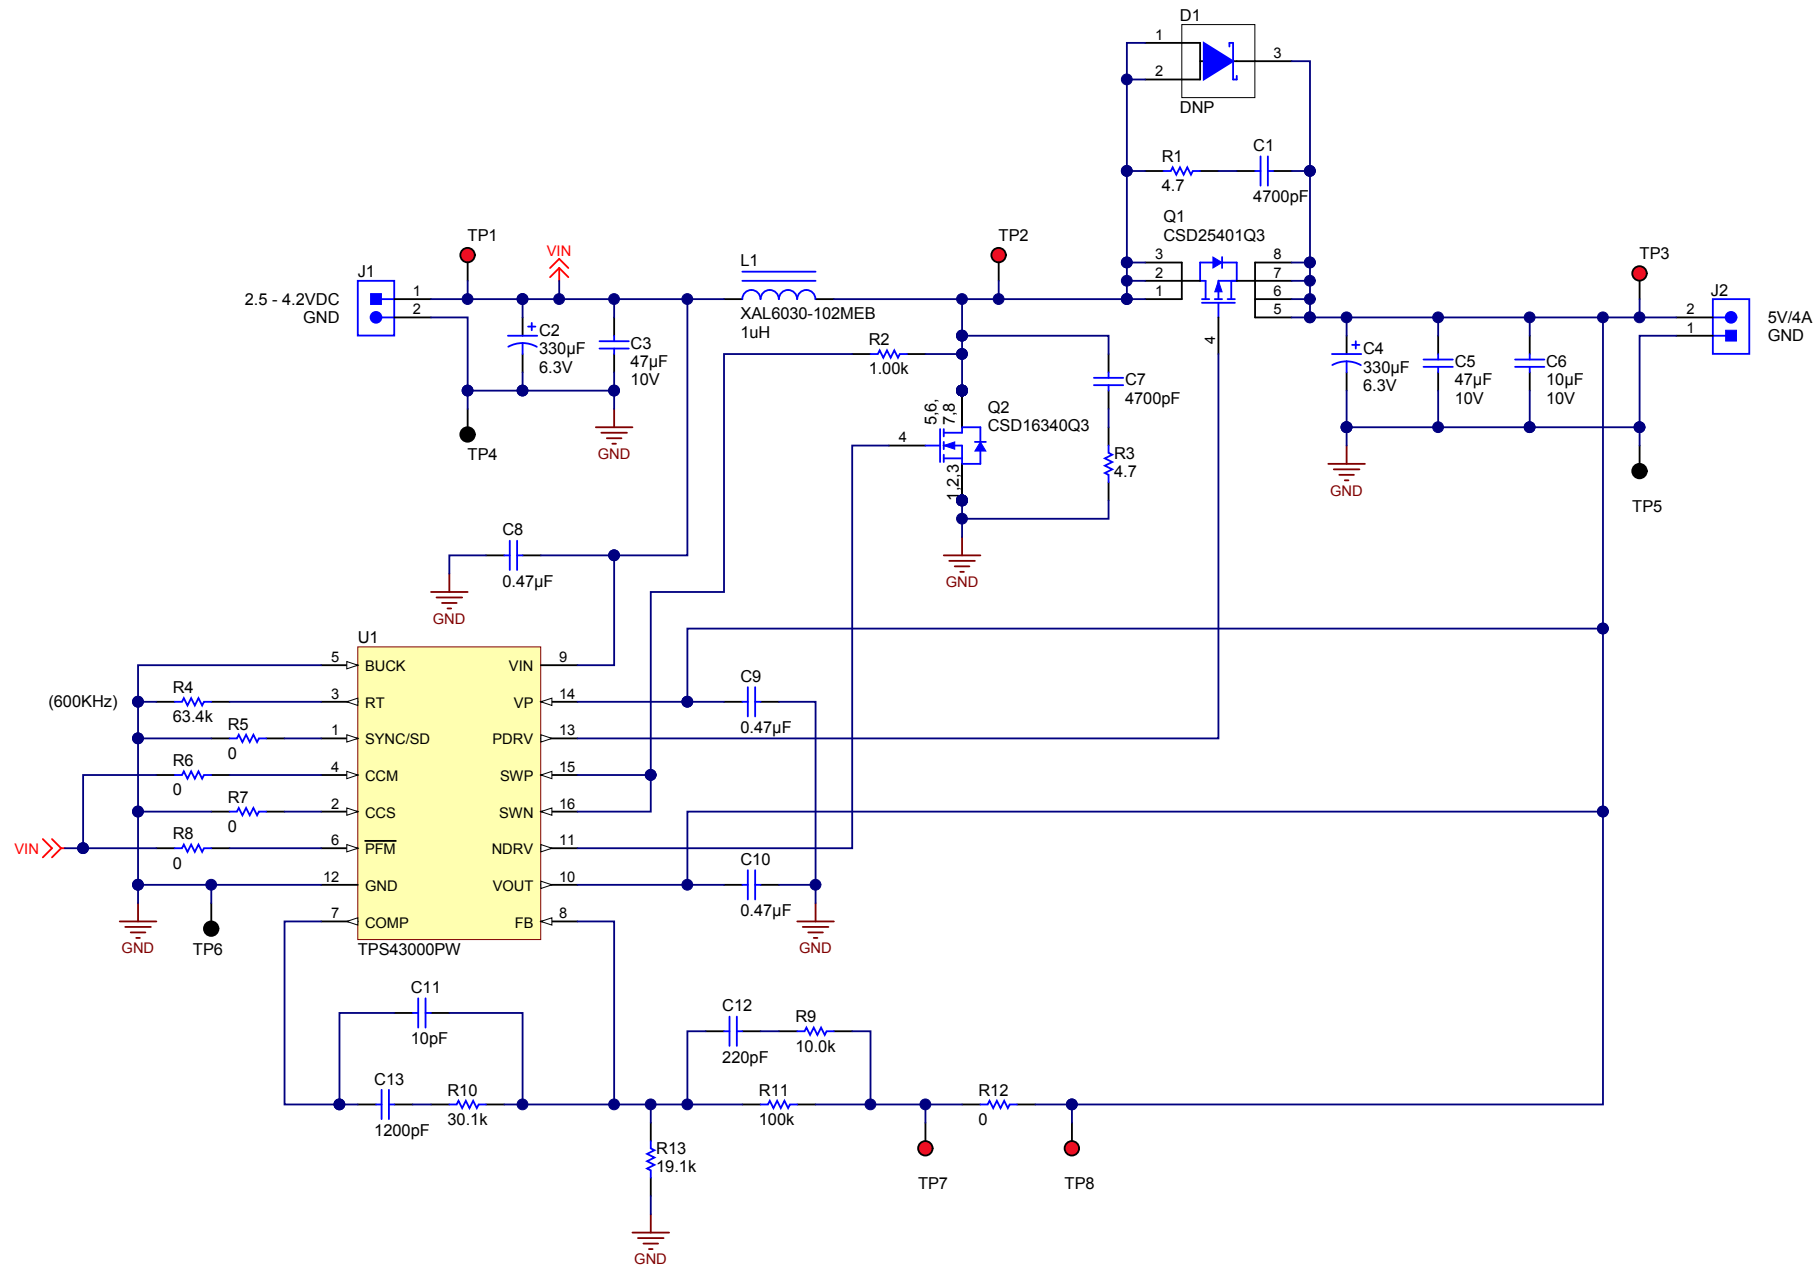 D1
1
2
3
DNP
R1
4.7
C1
4700pF
Q1
CSD25401Q3
3
2
1
8
7
6
5
4
TP1
VIN
TP2
TP3
J1
2.5 - 4.2VDC
GND
1
2
L1
XAL6030-102MEB
1uH
J2
2
1
5V/4A
GND
C2
330µF
6.3V
C3
47µF
10V
R2
1.00k
C4
330µF
6.3V
C5
47µF
10V
C6
10µF
10V
C7
4700pF
5,6,
7,8
Q2
CSD16340Q3
4
1,2,3
R3
4.7
TP4
GND
GND
TP5
GND
C8
0.47µF
GND
U1
5
BUCK
VIN
9
(600KHz)
R4
63.4k
3
RT
VP
14
C9
0.47µF
R5
0
1
SYNC/SD
PDRV
13
R6
0
4
CCM
SWP
15
R7
0
2
CCS
SWN
16
VIN
R8
0
6
PFM
NDRV
11
12
GND
VOUT
10
C10
0.47µF
7
COMP
FB
8
GND
TP6
TPS43000PW
GND
C11
10pF
C12
220pF
R9
10.0k
C13
1200pF
R10
30.1k
R11
100k
R12
0
R13
19.1k
TP7
TP8
GND